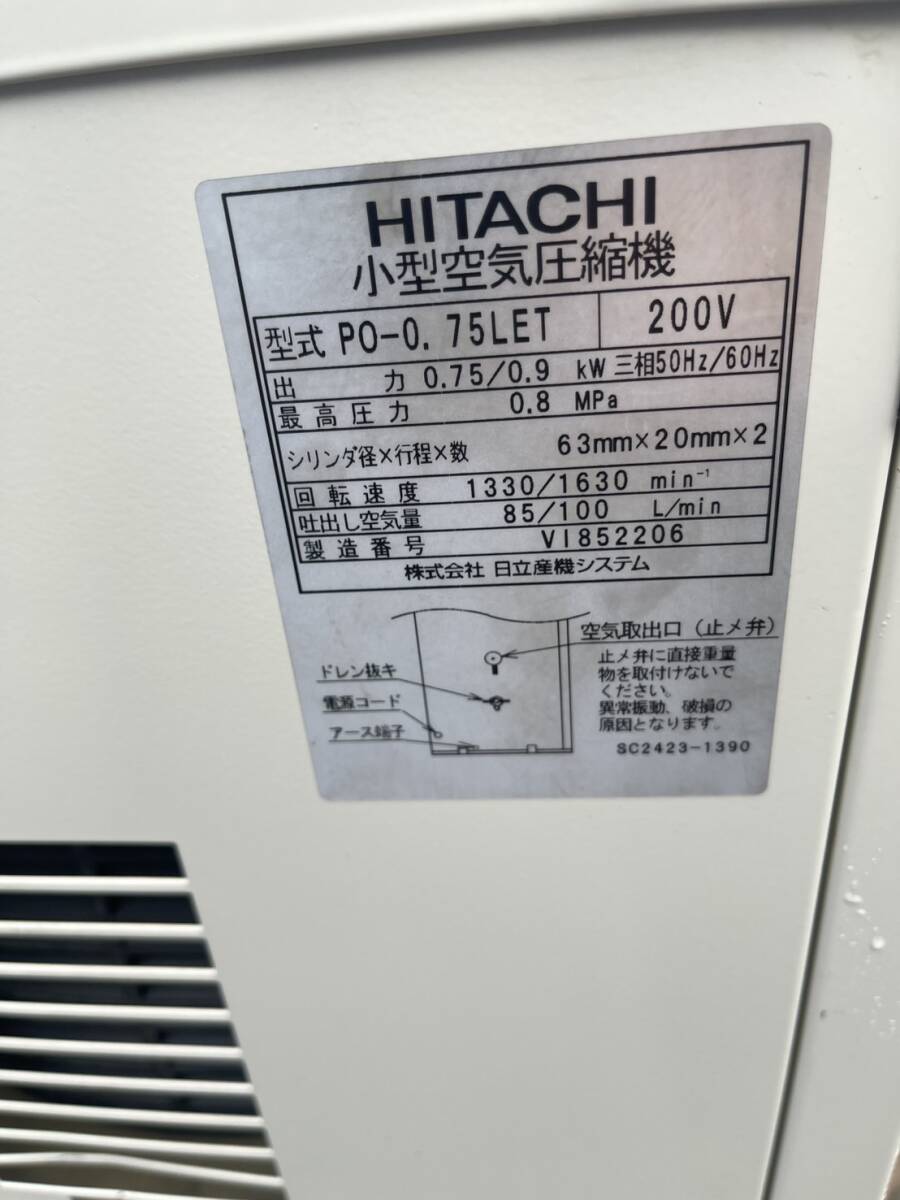 HITACHI
小型空気圧縮機
型式 PO-0.75LET 200V
出力 0.75/0.9 kW 三相50Hz/60Hz
最高圧力 0.8 MPa
シリンダ径×行程×数 63mm×20mm×2
回転速度 1330/1630 min⁻¹
吐出し空気量 85/100 L/min
製造番号 VI852206
株式会社 日立産機システム
空気取出口（止メ弁）
止メ弁に直接重量
物を取付けないで
ください。
異常振動、破損の
原因となります。
SC2423-1390
ドレン抜キ
電源コード
アース端子